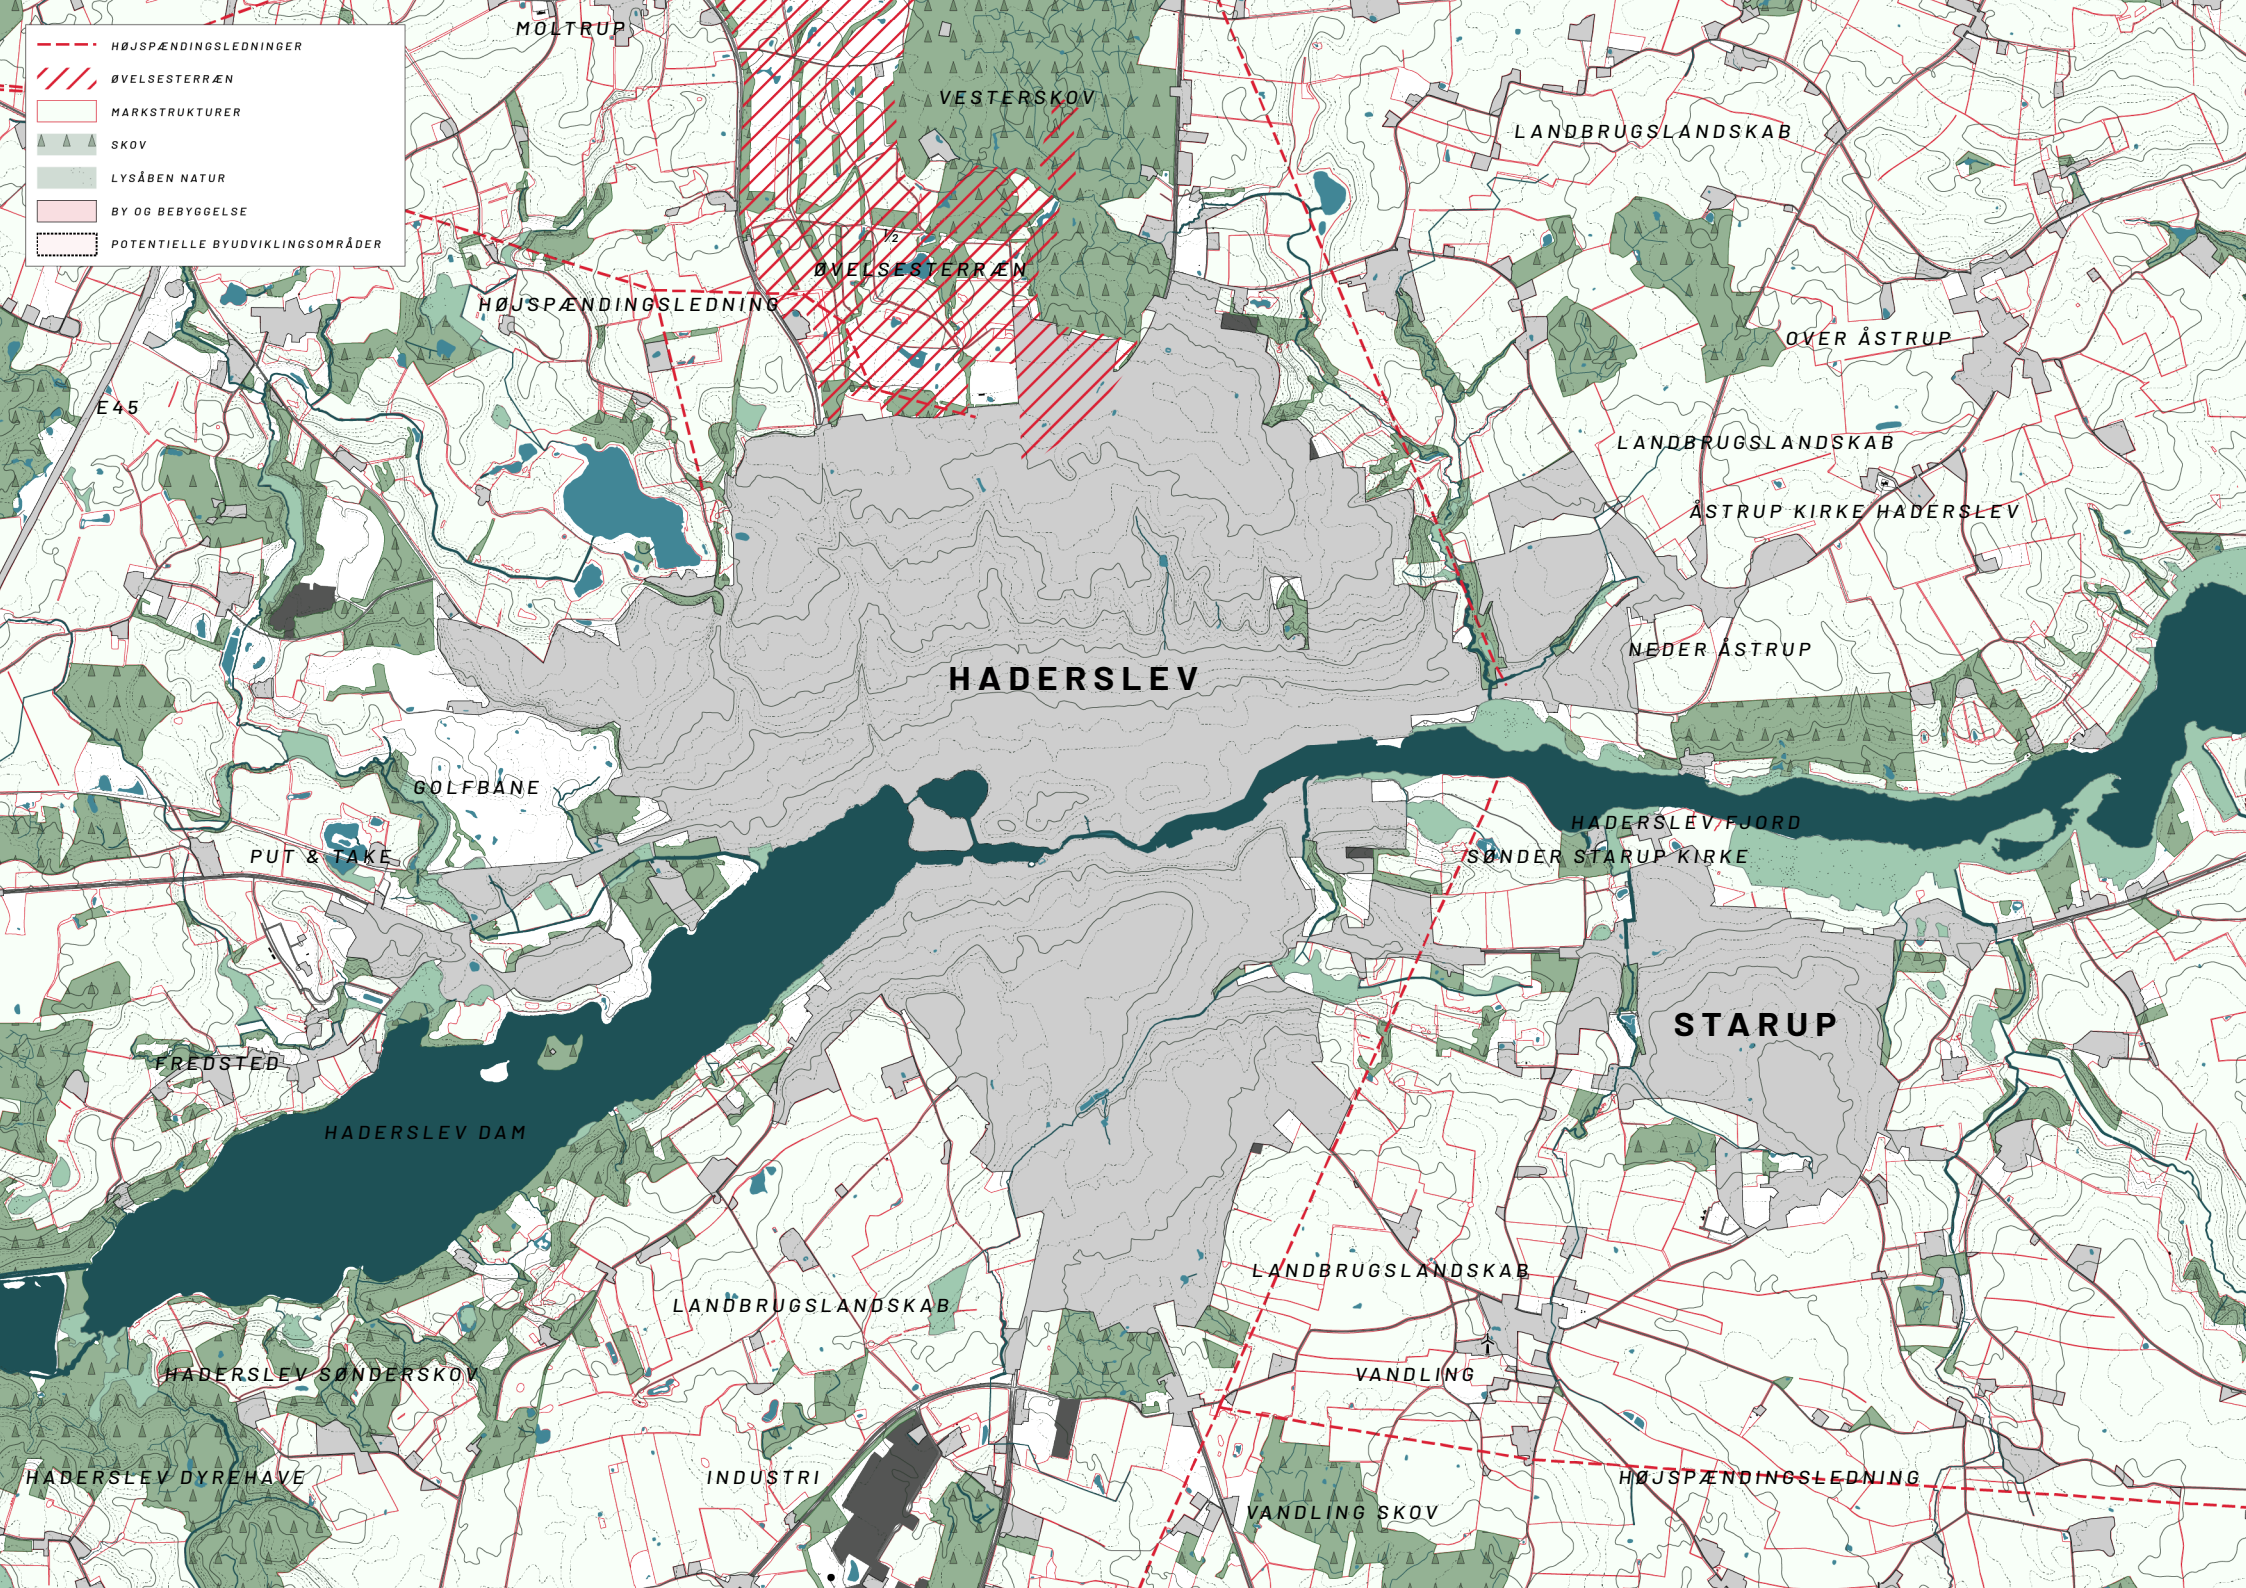 HØJSPÆNDINGSLEDNINGER
ØVELSESTERRÆN
MARKSTRUKTURER
SKOV
LYSÅBEN NATUR
BY OG BEBYGGELSE
POTENTIELLE BYUDVIKLINGSOMRÅDER
MOLTRUP
VESTERSKOV
LANDBRUGSLANDSKAB
½
ØVELSESTERRÆN
HØJSPÆNDINGSLEDNING
OVER ÅSTRUP
E45
LANDBRUGSLANDSKAB
ÅSTRUP KIRKE HADERSLEV
NEDER ÅSTRUP
HADERSLEV
GOLFBANE
HADERSLEV FJORD
PUT & TAKE
SØNDER STARUP KIRKE
STARUP
FREDSTED
HADERSLEV DAM
LANDBRUGSLANDSKAB
LANDBRUGSLANDSKAB
HADERSLEV SØNDERSKOV
VANDLING
HADERSLEV DYREHAVE
INDUSTRI
HØJSPÆNDINGSLEDNING
VANDLING SKOV